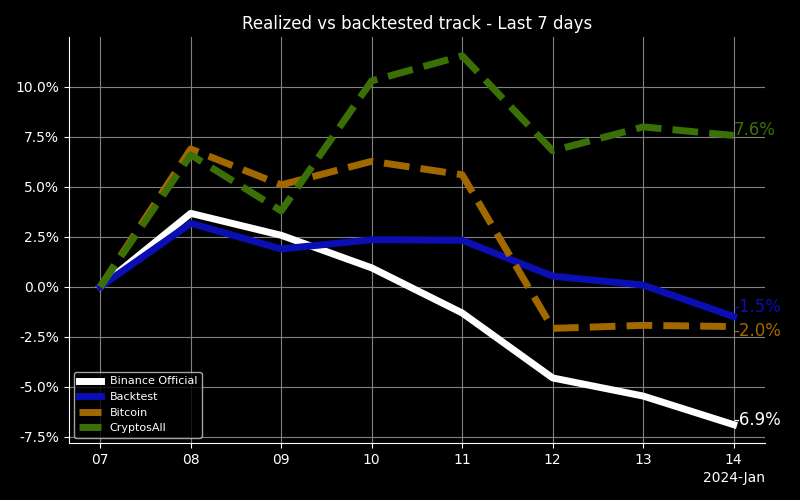 Realized vs backtested track - Last 7 days
10.0%
7.5%
5.0%
2.5%
0.0%
-2.5%
-5.0%
-7.5%
7.6%
-1.5%
-2.0%
-6.9%
Binance Official
Backtest
Bitcoin
CryptosAll
07 08 09 10 11 12 13 14
2024-Jan